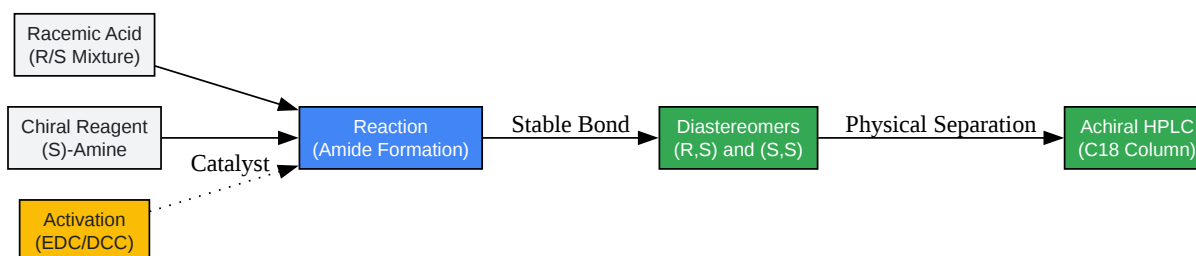 Racemic Acid
(R/S Mixture)
Chiral Reagent
(S)-Amine
Activation
(EDC/DCC)
Catalyst
Reaction
(Amide Formation)
Stable Bond
Diastereomers
(R,S) and (S,S)
Physical Separation
Achiral HPLC
(C18 Column)